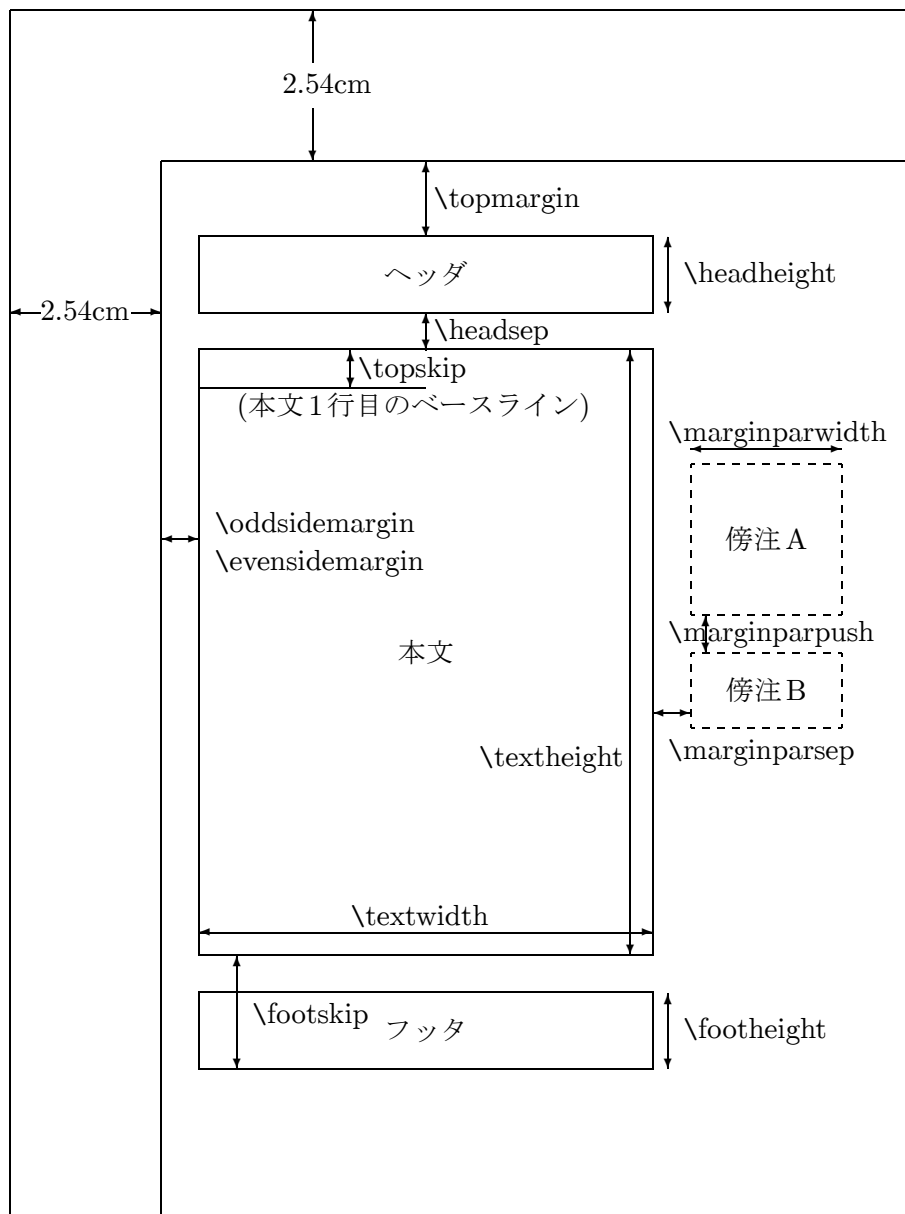 2.54cm
\topmargin
ヘッダ
\headheight
2.54cm
\headsep
\topskip
(本文1行目のベースライン)
\marginparwidth
\oddsidemargin
\evensidemargin
傍注A
\marginparpush
本文
傍注B
\textheight
\marginparsep
\textwidth
\footskip
フッタ
\footheight